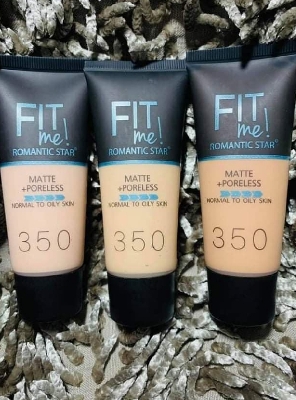 FIT
me!
ROMANTIC STAR
MATTE
+PORELESS
NORMAL TO OILY SKIN
350
FIT
me!
ROMANTIC STAR
MATTE
+PORELESS
NORMAL TO OILY SKIN
350
FIT
me!
ROMANTIC STAR
MATTE
+PORELESS
NORMAL TO OILY SKIN
350